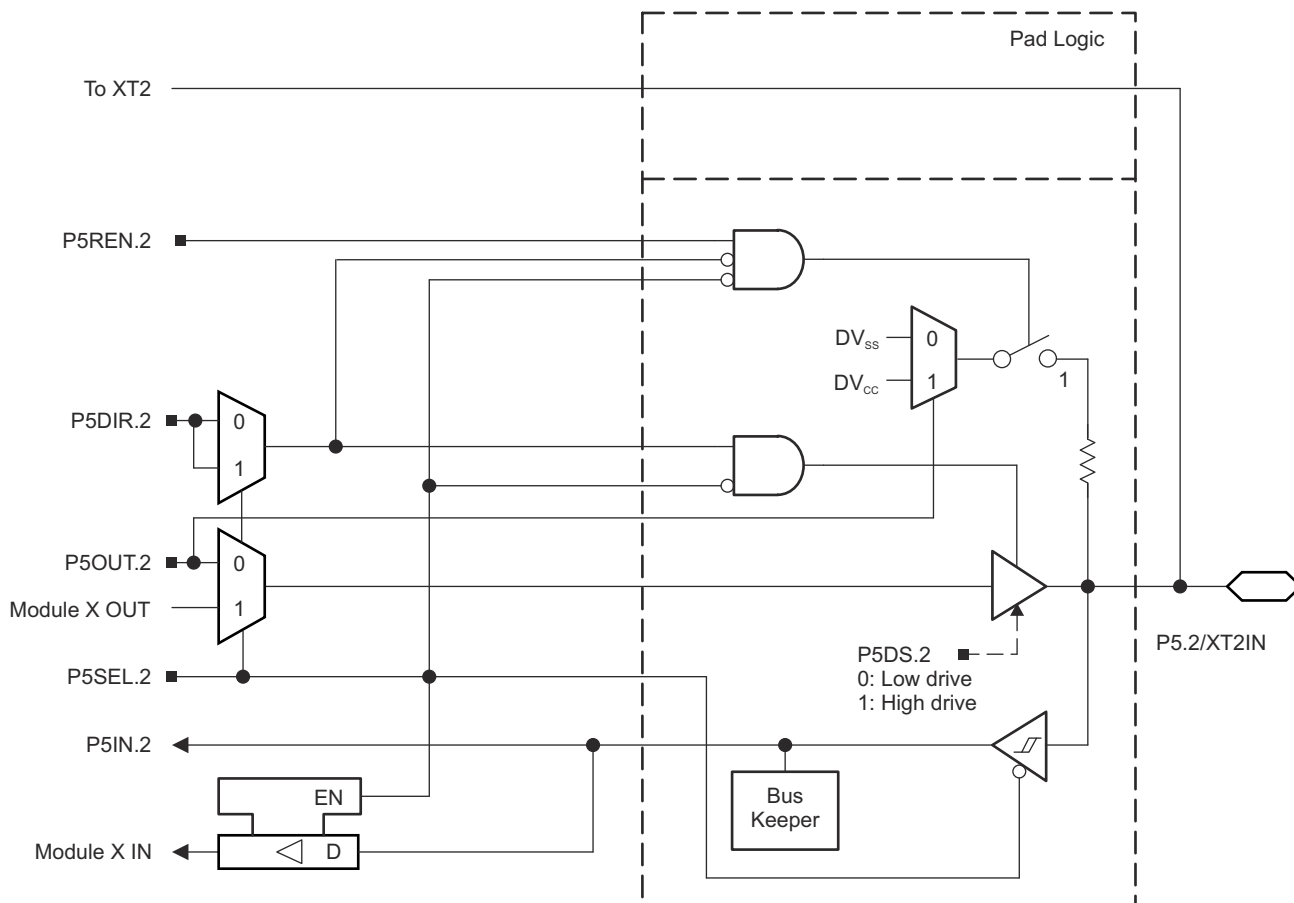 Pad Logic
To XT2
P5REN.2
DVSS
0
DVCC
1
1
P5DIR.2
0
1
P5OUT.2
0
Module X OUT
1
P5DS.2
0: Low drive
1: High drive
P5.2/XT2IN
P5SEL.2
P5IN.2
EN
Bus
Keeper
Module X IN
D